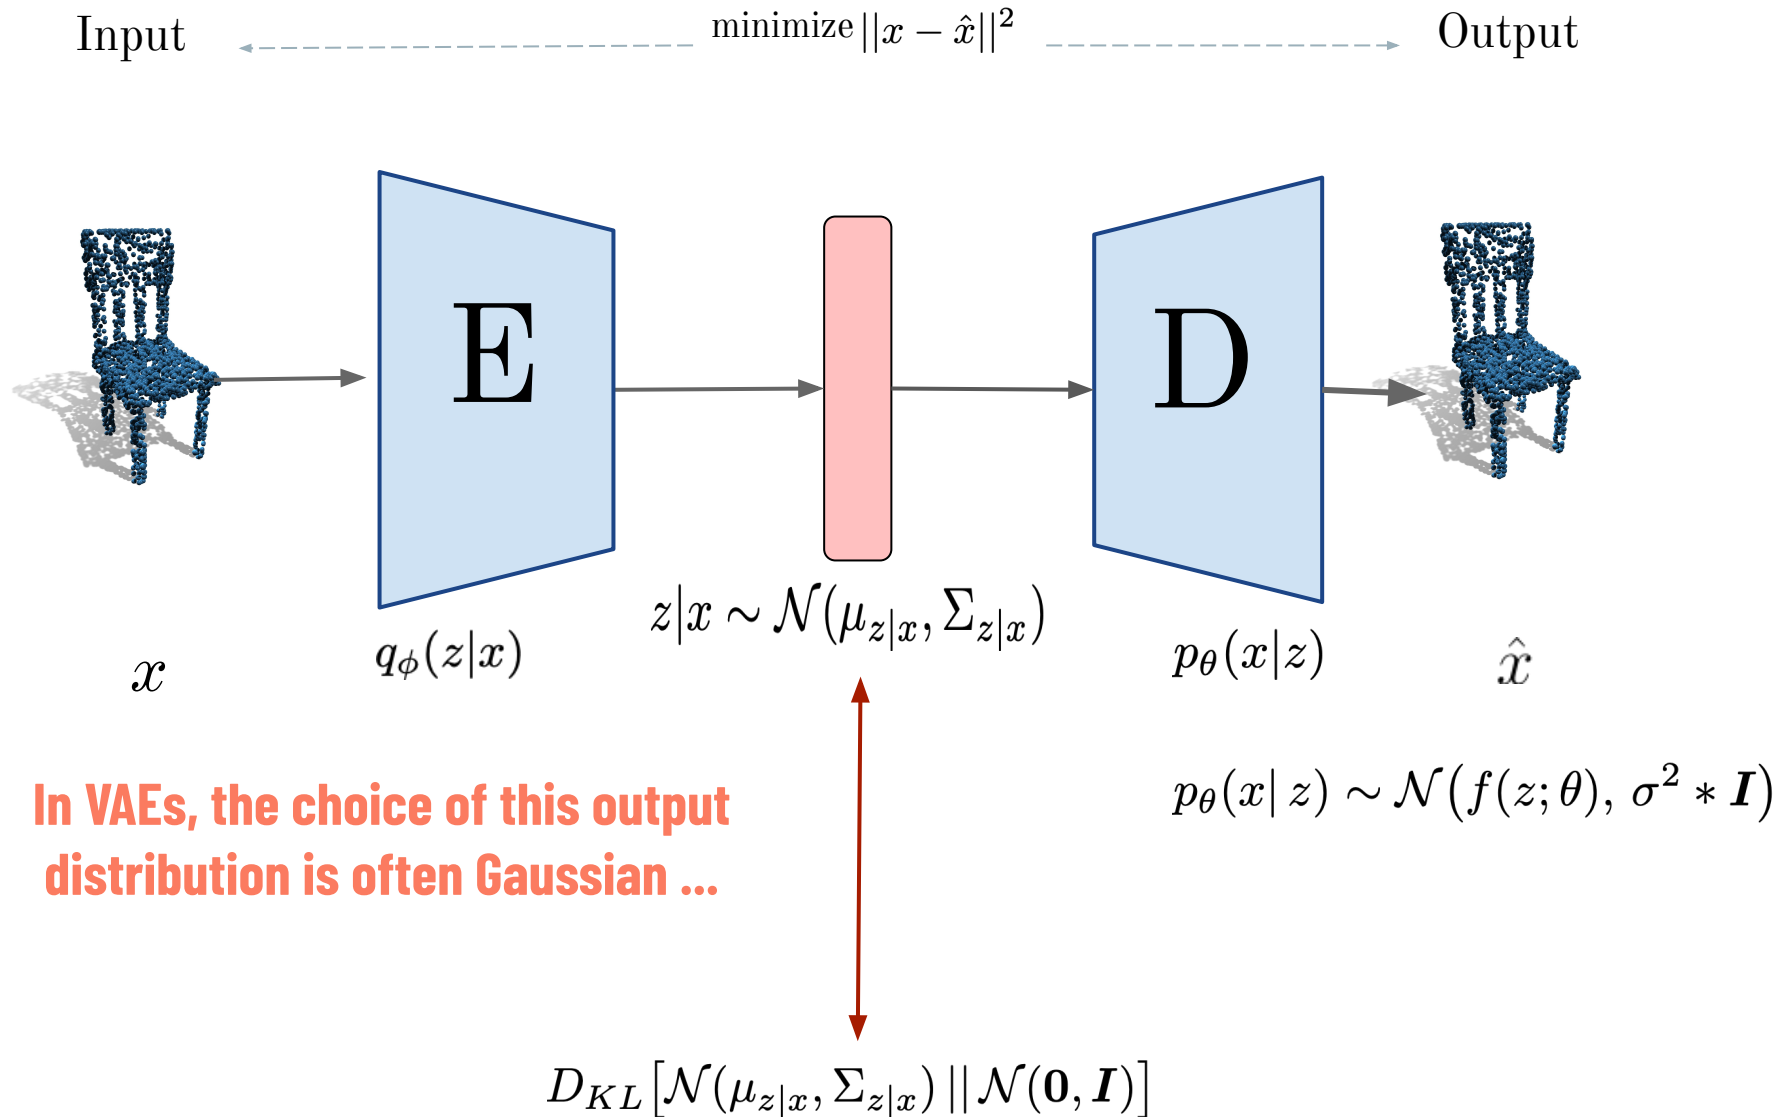 Input
minimize ||x − x̂||²
Output
E
D
z|x ∼ 𝒩(μ_{z|x}, Σ_{z|x})
q_ϕ(z|x)
p_θ(x|z)
x
x̂
p_θ(x| z) ∼ 𝒩(f(z; θ), σ² * I)
In VAEs, the choice of this output
distribution is often Gaussian ...
D_{KL}[𝒩(μ_{z|x}, Σ_{z|x}) || 𝒩(0, I)]